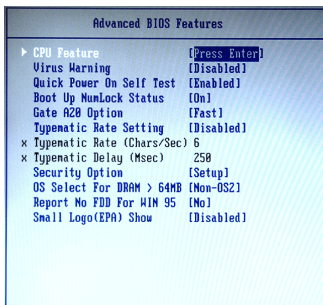 Advanced BIOS Features
CPU Feature [Press Enter]
Virus Warning [Disabled]
Quick Power On Self Test [Enabled]
Boot Up NumLock Status [On]
Gate A20 Option [Fast]
Typematic Rate Setting [Disabled]
x Typematic Rate (Chars/Sec) 6
x Typematic Delay (Msec) 250
Security Option [Setup]
OS Select For DRAM > 64MB [Non-OS2]
Report No FDD For WIN 95 [No]
Small Logo(EPA) Show [Disabled]